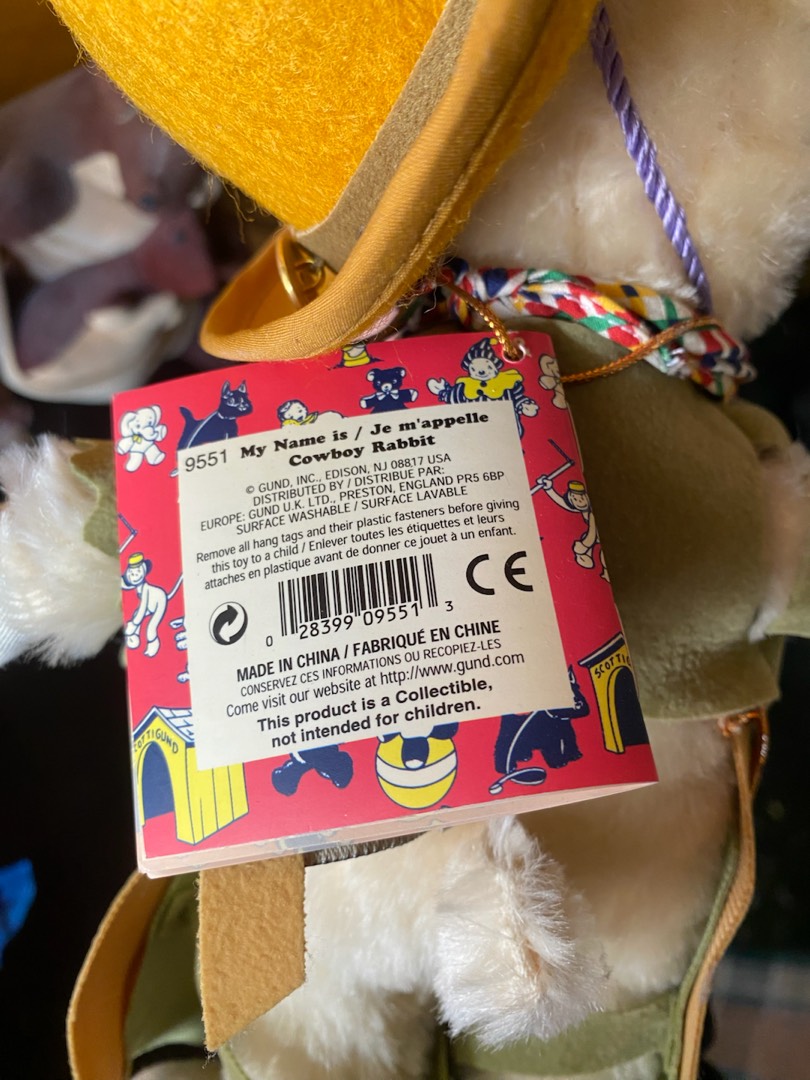 9551 My Name is / Je m'appelle
Cowboy Rabbit
© GUND, INC., EDISON, NJ 08817 USA
DISTRIBUTED BY / DISTRIBUE PAR:
EUROPE: GUND U.K. LTD., PRESTON, ENGLAND PR5 6BP
SURFACE WASHABLE / SURFACE LAVABLE
Remove all hang tags and their plastic fasteners before giving
this toy to a child / Enlever toutes les étiquettes et leurs
attaches en plastique avant de donner ce jouet à un enfant.
CE
0 28399 09551 3
MADE IN CHINA / FABRIQUÉ EN CHINE
CONSERVEZ CES INFORMATIONS OU RECOPIEZ-LES
Come visit our website at http://www.gund.com
This product is a Collectible,
not intended for children.
SCOTTIGUND
SCOTTI